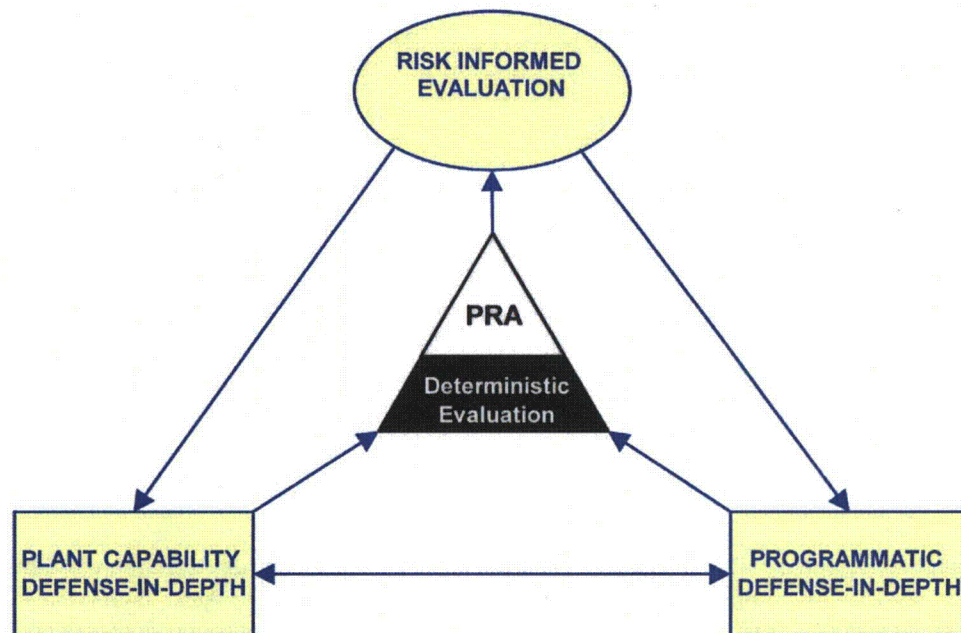 RISK INFORMED
EVALUATION
PRA
Deterministic
Evaluation
PLANT CAPABILITY
DEFENSE-IN-DEPTH
PROGRAMMATIC
DEFENSE-IN-DEPTH